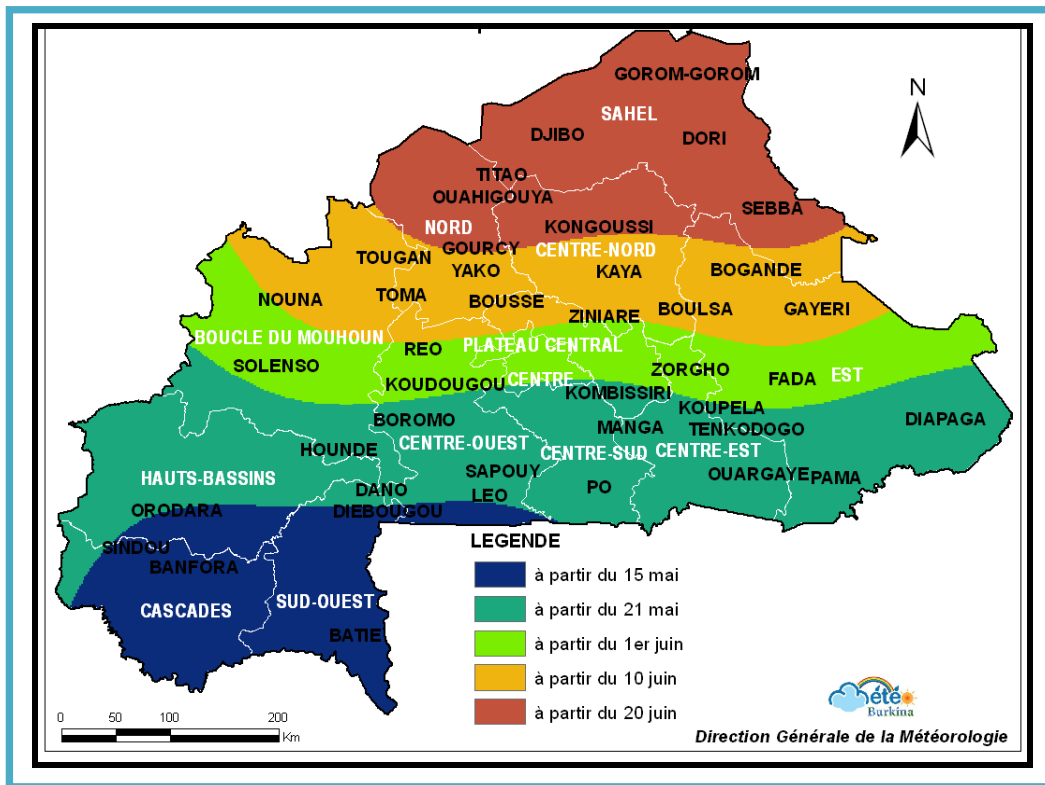 GOROM-GOROM
N
SAHEL
DJIBO
DORI
TITAO
OUAHIGOUYA
SEBBA
NORD
KONGOUSSI
GOURCY
CENTRE-NORD
TOUGAN
YAKO
KAYA
BOGANDE
NOUNA
TOMA
BOUSSE
ZINIARE
BOULSA
GAYERI
BOUCLE DU MOUHOUN
REO
PLATEAU CENTRAL
SOLENSO
KOUDOUGOU
CENTRE
ZORGHO
FADA
EST
KOMBISSIRI
KOUPELA
BOROMO
MANGA
TENKODOGO
DIAPAGA
HOUNDE
CENTRE-OUEST
CENTRE-SUD
CENTRE-EST
HAUTS-BASSINS
SAPOUY
OUARGAYE
PAMA
DANO
LEO
PO
ORODARA
DIEBOUGOU
SINDOU
BANFORA
CASCADES
SUD-OUEST
BATIE
LEGENDE
à partir du 15 mai
à partir du 21 mai
à partir du 1er juin
à partir du 10 juin
à partir du 20 juin
0 50 100 200
Km
été
Burkina
Direction Générale de la Météorologie